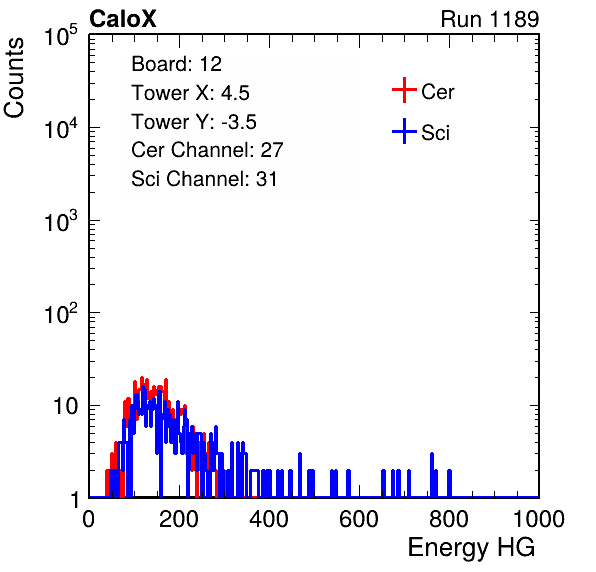 CaloX Run 1189
Counts
10^5
10^4
10^3
10^2
10
1
Board: 12
Tower X: 4.5
Tower Y: -3.5
Cer Channel: 27
Sci Channel: 31
Cer
Sci
0 200 400 600 800 1000
Energy HG